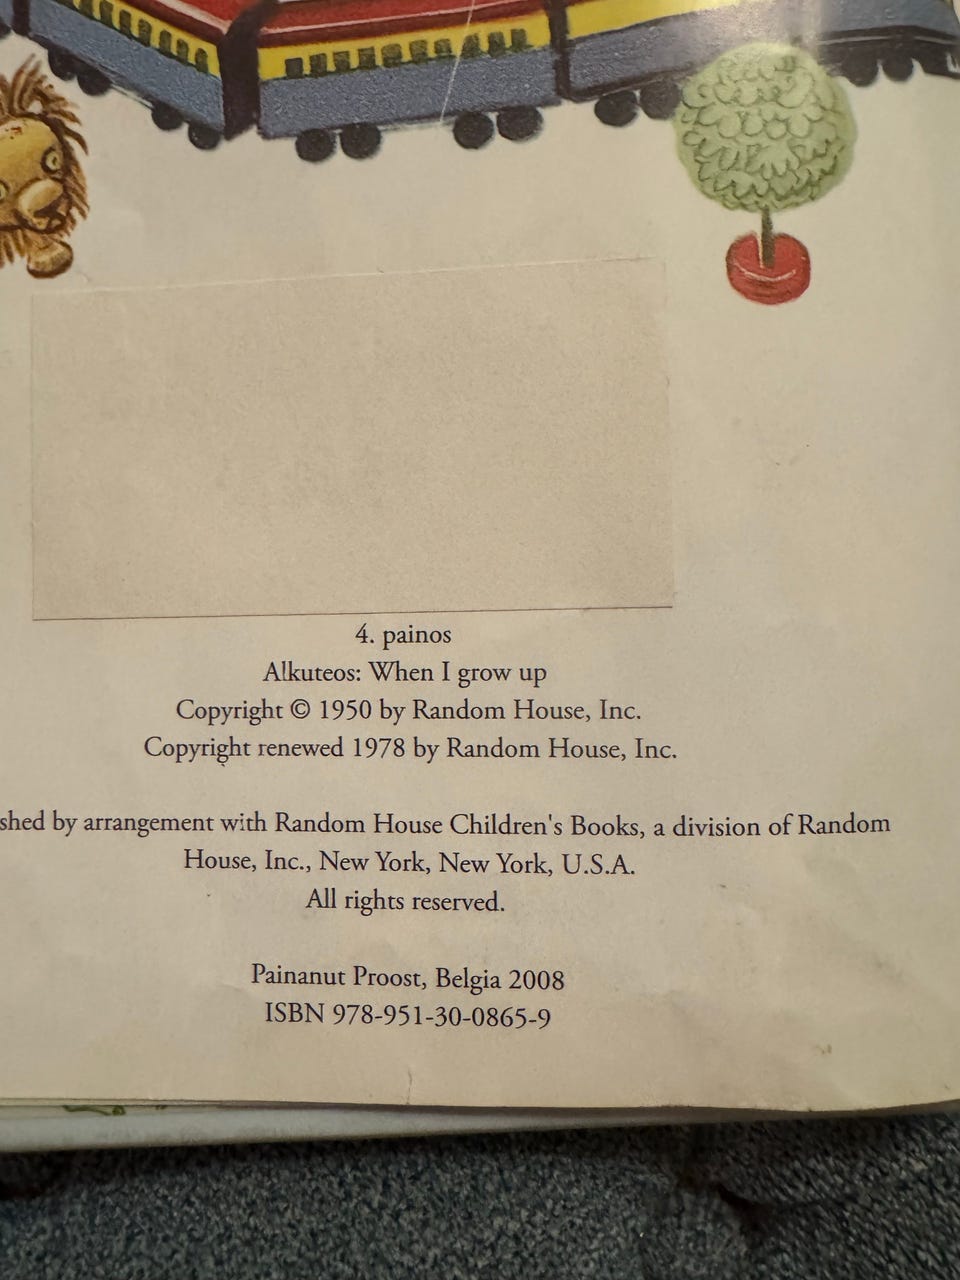 4. painos
Alkuteos: When I grow up
Copyright © 1950 by Random House, Inc.
Copyright renewed 1978 by Random House, Inc.
by arrangement with Random House Children's Books, a division of Random
House, Inc., New York, New York, U.S.A.
All rights reserved.
Painanut Proost, Belgia 2008
ISBN 978-951-30-0865-9